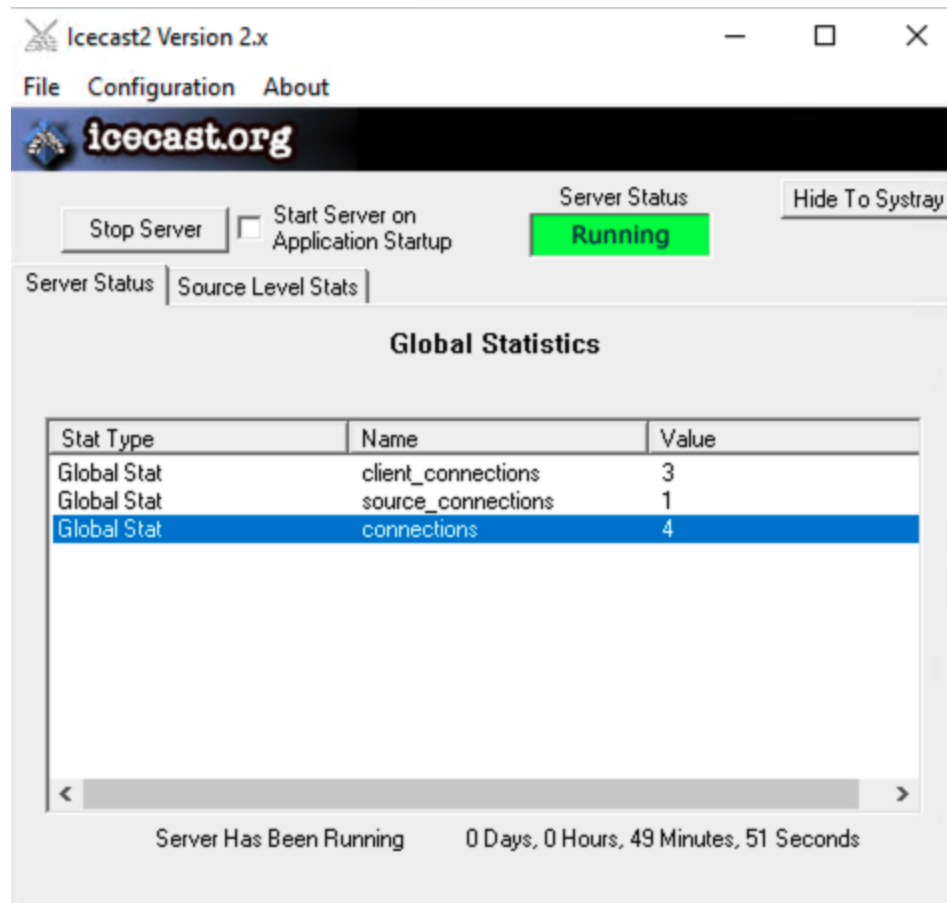 Icecast2 Version 2.x
File Configuration About
icecast.org
Stop Server
Start Server on
Application Startup
Server Status
Running
Hide To Systray
Server Status Source Level Stats
Global Statistics
Stat Type Name Value
Global Stat client_connections 3
Global Stat source_connections 1
Global Stat connections 4
Server Has Been Running 0 Days, 0 Hours, 49 Minutes, 51 Seconds